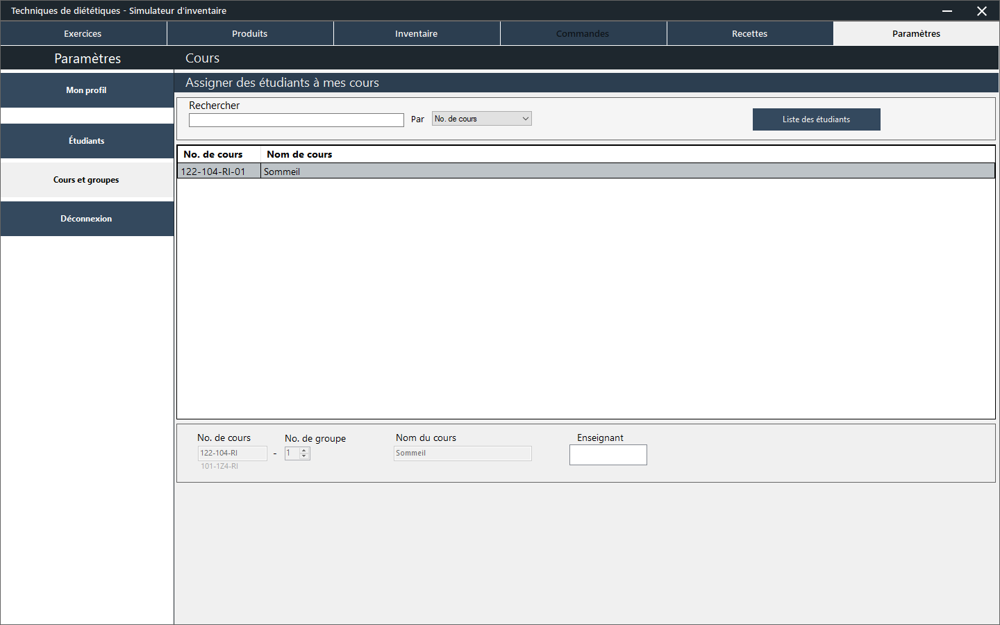 Techniques de diététiques - Simulateur d'inventaire
Exercices
Produits
Inventaire
Commandes
Recettes
Paramètres
Paramètres
Cours
Mon profil
Étudiants
Cours et groupes
Déconnexion
Assigner des étudiants à mes cours
Rechercher
Par
No. de cours
Liste des étudiants
No. de cours
Nom de cours
122-104-RI-01
Sommeil
No. de cours
No. de groupe
Nom du cours
Enseignant
122-104-RI
-
1
Sommeil
101-1Z4-RI